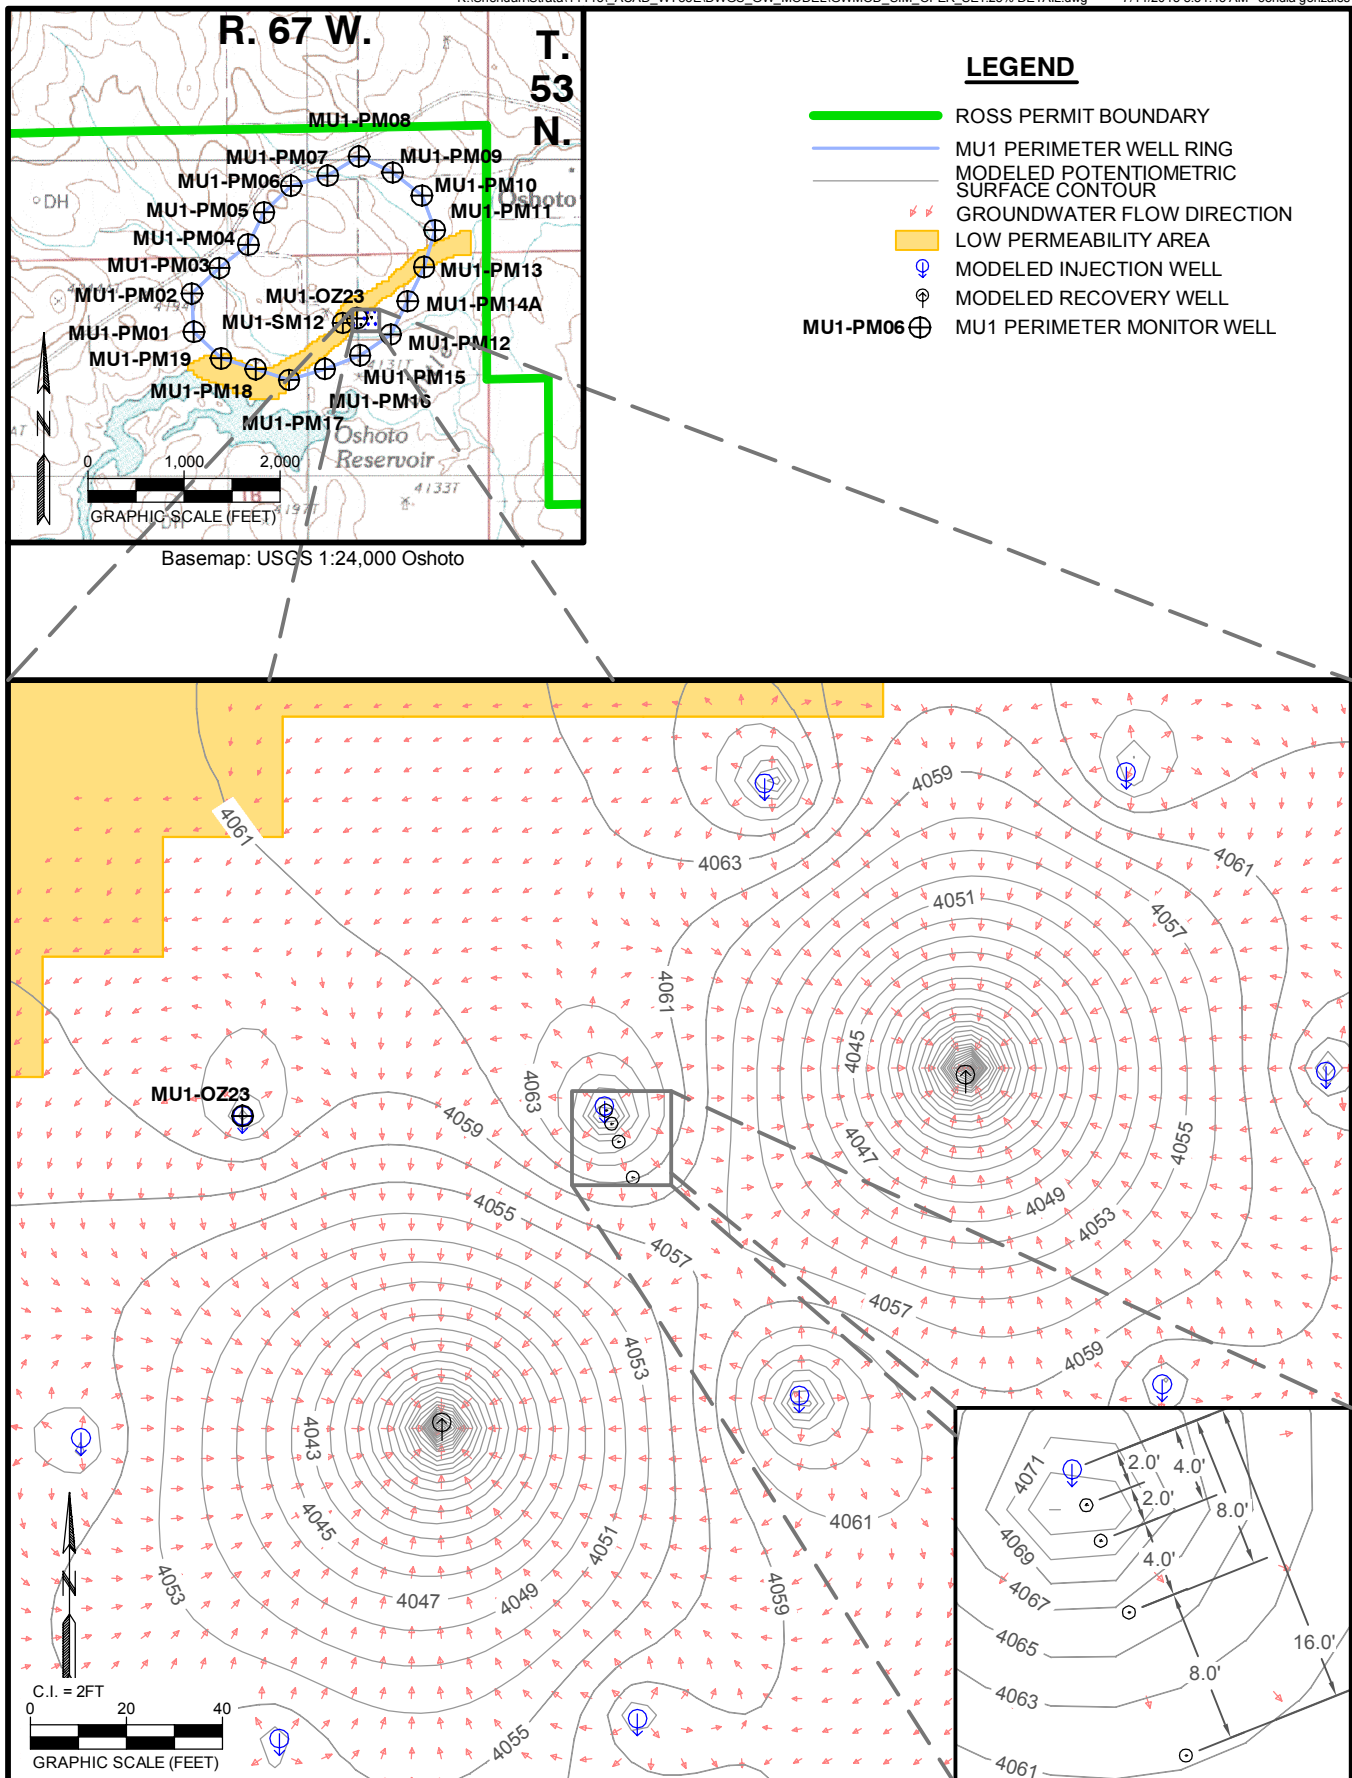 R. 67 W.
T.
53
N.
MU1-PM08
MU1-PM07
MU1-PM09
MU1-PM06
MU1-PM10
DH
Oshoto
MU1-PM05
MU1-PM11
MU1-PM04
MU1-PM03
MU1-PM13
MU1-PM02
MU1-OZ23
MU1-PM14A
MU1-SM12
MU1-PM01
MU1-PM12
MU1-PM19
4131T
MU1-PM15
MU1-PM18
MU1-PM16
MU1-PM17
Oshoto
Reservoir
N
0 1,000 2,000
4133T
16
4197T
GRAPHIC SCALE (FEET)
DH
Basemap: USGS 1:24,000 Oshoto
LEGEND
ROSS PERMIT BOUNDARY
MU1 PERIMETER WELL RING
MODELED POTENTIOMETRIC
SURFACE CONTOUR
GROUNDWATER FLOW DIRECTION
LOW PERMEABILITY AREA
MODELED INJECTION WELL
MODELED RECOVERY WELL
MU1-PM06 MU1 PERIMETER MONITOR WELL
4059
4061
4063
4061
4051
4057
4061
4045
4063
MU1-OZ23
4059
4047
4055
4055
4049
4053
4057
4057
4053
4059
4043
4045
4061
4051
4053
4047
4049
4059
4055
N
C.I. = 2FT
0 20 40
GRAPHIC SCALE (FEET)
4071
2.0'
4.0'
2.0'
8.0'
4069
4.0'
4067
4065
16.0'
8.0'
4063
4061